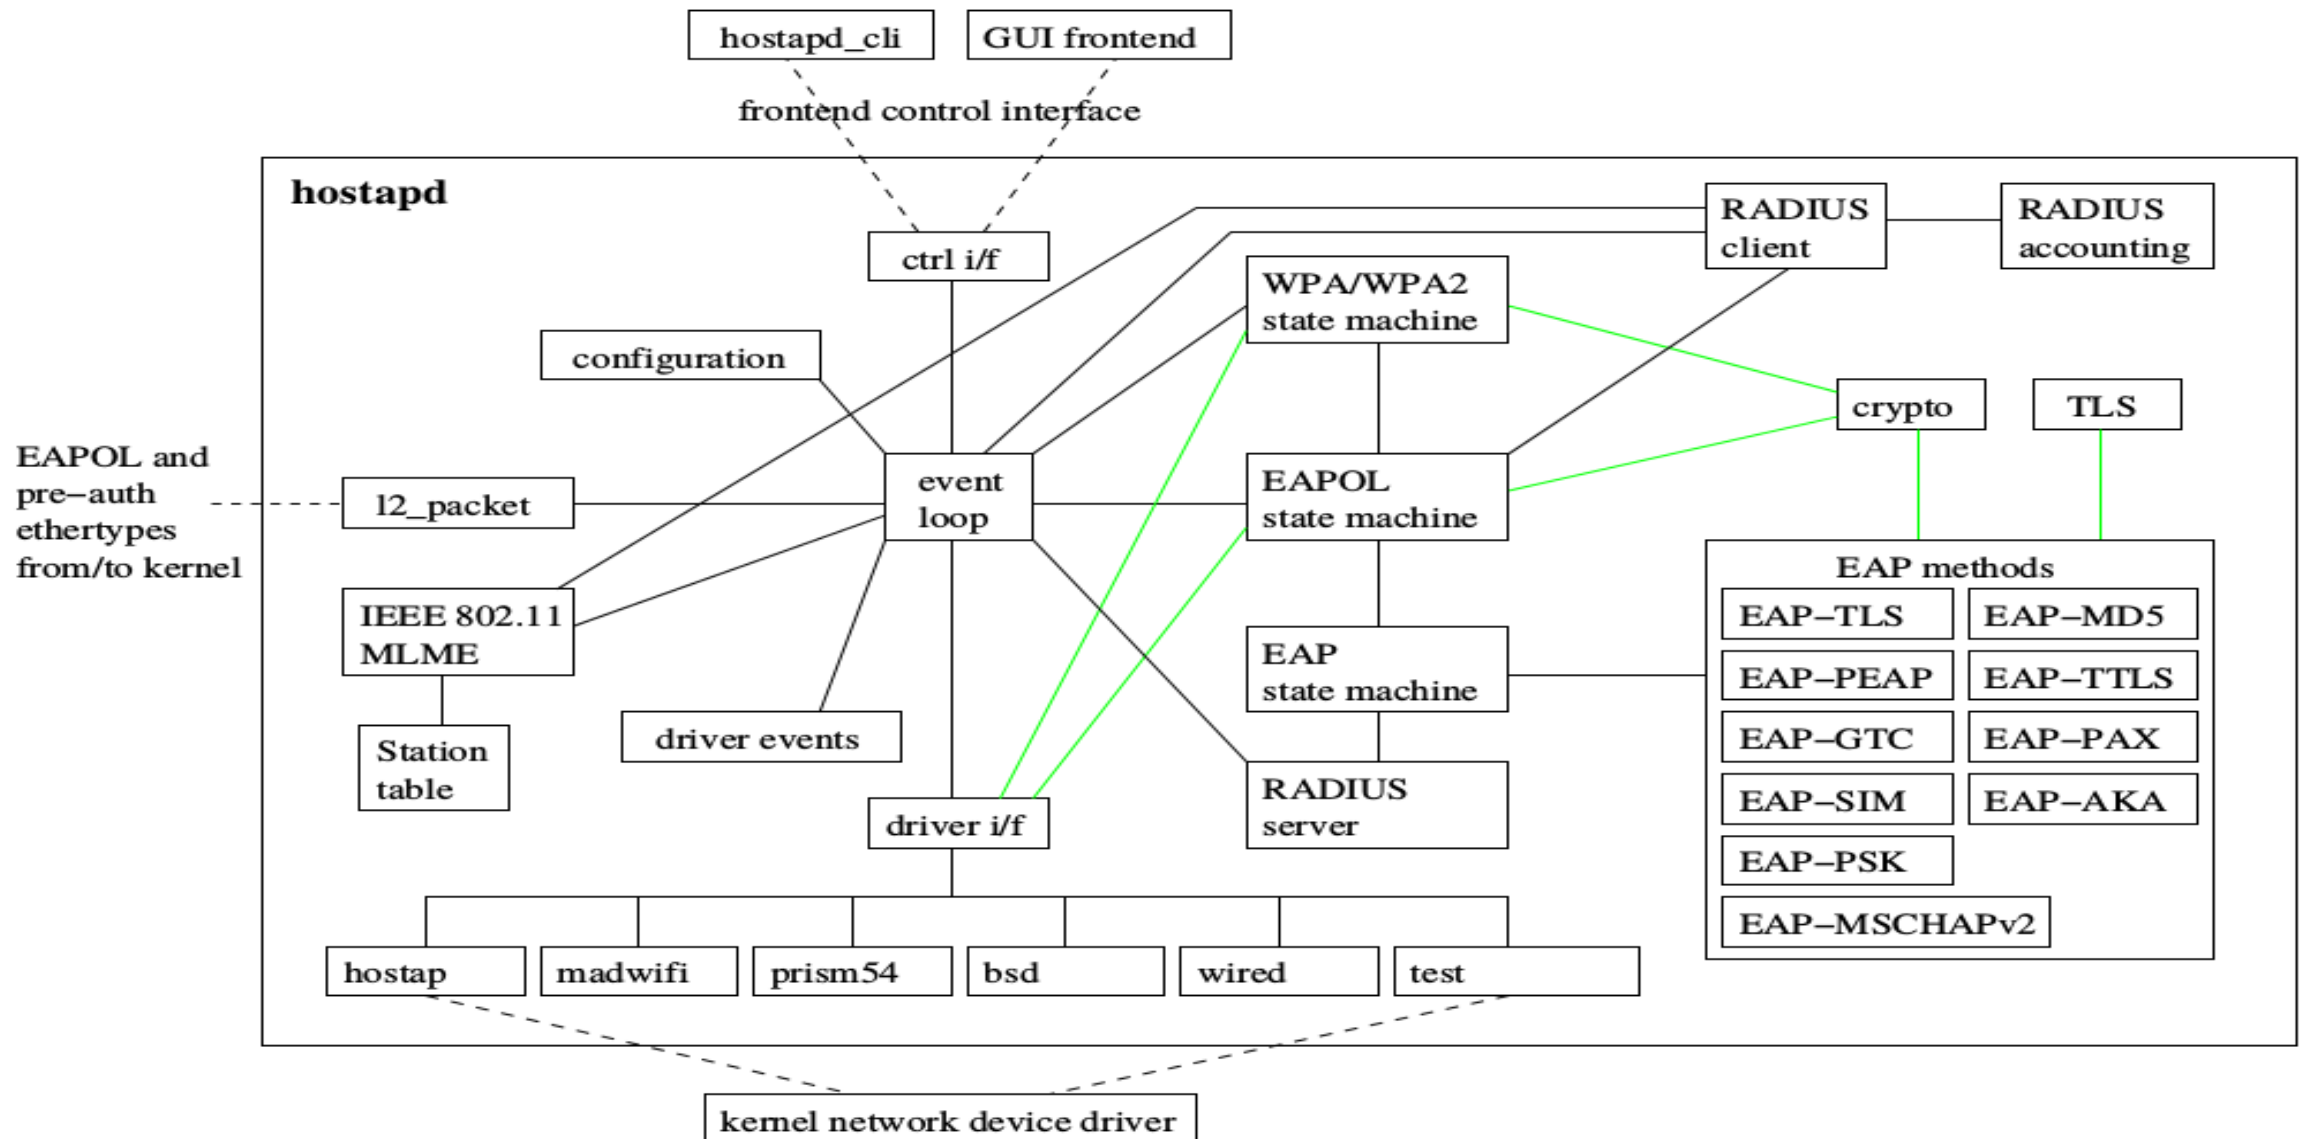 hostapd_cli
GUI frontend
frontend control interface
hostapd
RADIUS
client
RADIUS
accounting
ctrl i/f
WPA/WPA2
state machine
configuration
crypto
TLS
EAPOL and
pre−auth
ethertypes
from/to kernel
l2_packet
event
loop
EAPOL
state machine
EAP methods
IEEE 802.11
MLME
EAP−TLS
EAP−MD5
EAP
state machine
EAP−PEAP
EAP−TTLS
Station
table
driver events
EAP−GTC
EAP−PAX
RADIUS
server
EAP−SIM
EAP−AKA
driver i/f
EAP−PSK
EAP−MSCHAPv2
hostap
madwifi
prism54
bsd
wired
test
kernel network device driver